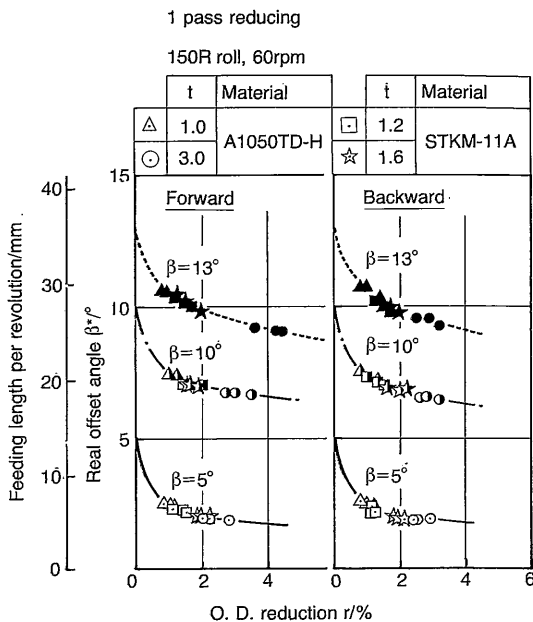 1 pass reducing
150R roll, 60rpm
t Material t Material
1.0 A1050TD-H 1.2 STKM-11A
3.0 1.6
Forward Backward
β=13° β=13°
β=10° β=10°
β=5° β=5°
40
30
20
10
0
Feeding length per revolution/mm
15
10
5
Real offset angle β*/°
0 2 4 0 2 4 6
O. D. reduction r/%